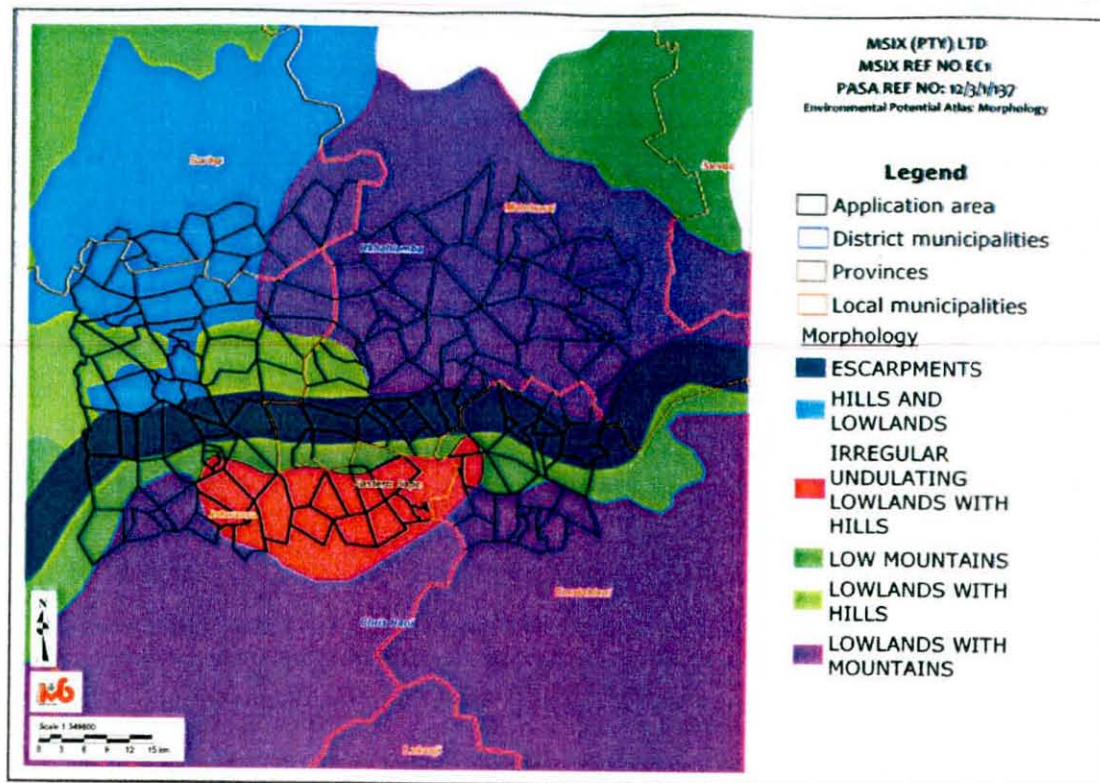 MSIX (PTY) LTD
MSIX REF NO EC1
PASA REF NO: 12/3/1/137
Environmental Potential Atlas: Morphology
Legend
Application area
District municipalities
Provinces
Local municipalities
Morphology
ESCARPMENTS
HILLS AND
LOWLANDS
IRREGULAR
UNDULATING
LOWLANDS WITH
HILLS
LOW MOUNTAINS
LOWLANDS WITH
HILLS
LOWLANDS WITH
MOUNTAINS
Eastern Cape
Chris Hani
N
Scale 1:349800
0 3 6 9 12 15 km